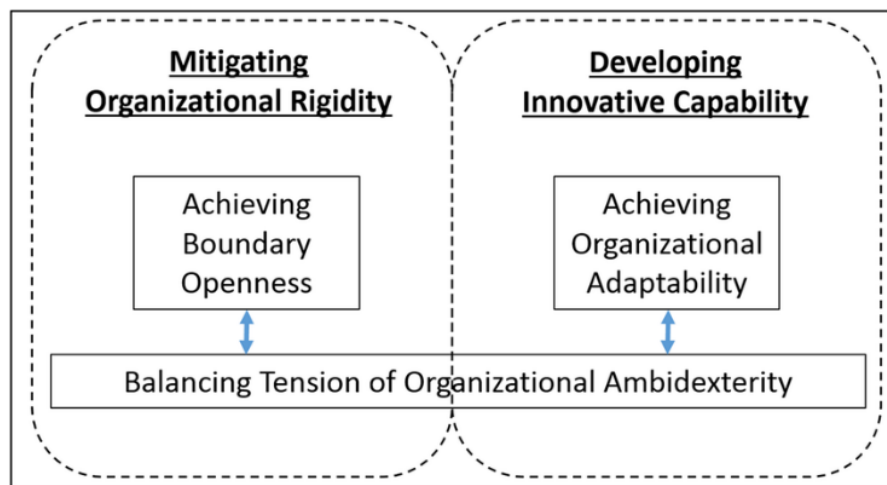 Mitigating
Organizational Rigidity
Developing
Innovative Capability
Achieving
Boundary
Openness
Achieving
Organizational
Adaptability
Balancing Tension of Organizational Ambidexterity